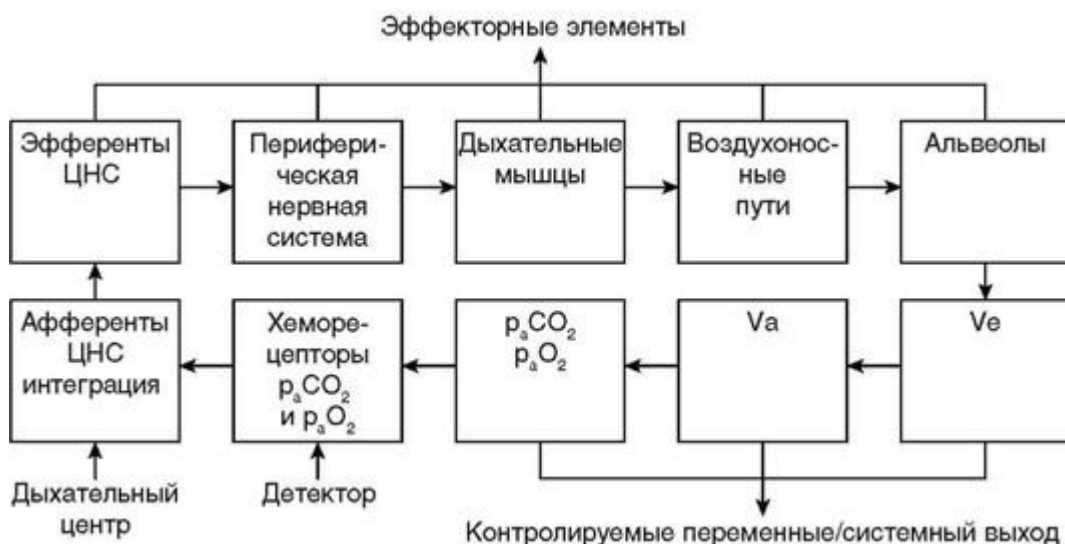 Эффекторные элементы
Эфференты
ЦНС
Перифери-
ческая
нервная
система
Дыхательные
мышцы
Воздухонос-
ные
пути
Альвеолы
Афференты
ЦНС
интеграция
Хеморе-
цепторы
pₐCO₂
и pₐO₂
pₐCO₂
pₐO₂
Va
Ve
Дыхательный
центр
Детектор
Контролируемые переменные/системный выход